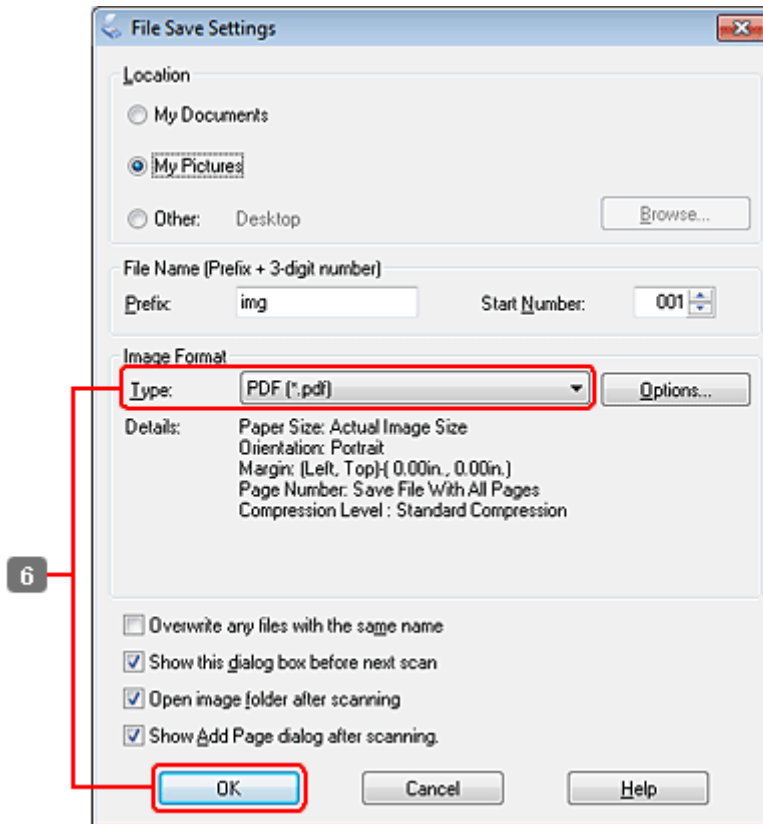 File Save Settings
Location
My Documents
My Pictures
Other: Desktop Browse...
File Name (Prefix + 3-digit number)
Prefix: img Start Number: 001
Image Format
Type: PDF (*.pdf) Options...
Details: Paper Size: Actual Image Size
Orientation: Portrait
Margin: (Left, Top)-( 0.00in., 0.00in.)
Page Number: Save File With All Pages
Compression Level : Standard Compression
6
Overwrite any files with the same name
Show this dialog box before next scan
Open image folder after scanning
Show Add Page dialog after scanning.
OK Cancel Help